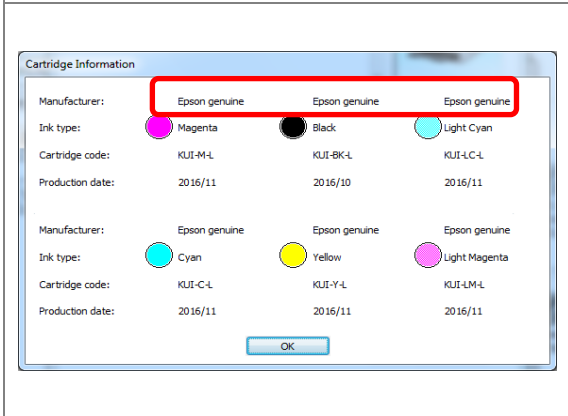 Cartridge Information
Manufacturer: Epson genuine Epson genuine Epson genuine
Ink type: Magenta Black Light Cyan
Cartridge code: KUI-M-L KUI-BK-L KUI-LC-L
Production date: 2016/11 2016/10 2016/11
Manufacturer: Epson genuine Epson genuine Epson genuine
Ink type: Cyan Yellow Light Magenta
Cartridge code: KUI-C-L KUI-Y-L KUI-LM-L
Production date: 2016/11 2016/11 2016/11
OK